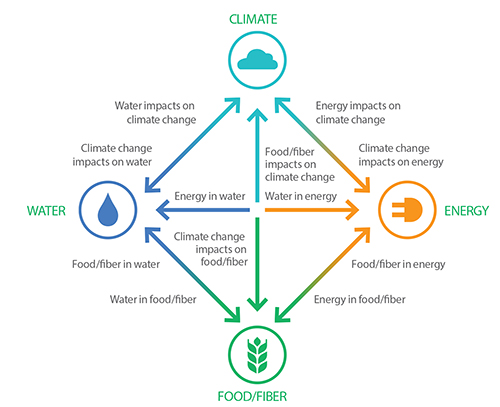 CLIMATE
Water impacts on
climate change
Energy impacts on
climate change
Climate change
impacts on water
Food/fiber
impacts on
climate change
Climate change
impacts on energy
Energy in water
Water in energy
WATER
ENERGY
Climate change
impacts on
food/fiber
Food/fiber in water
Food/fiber in energy
Water in food/fiber
Energy in food/fiber
FOOD/FIBER